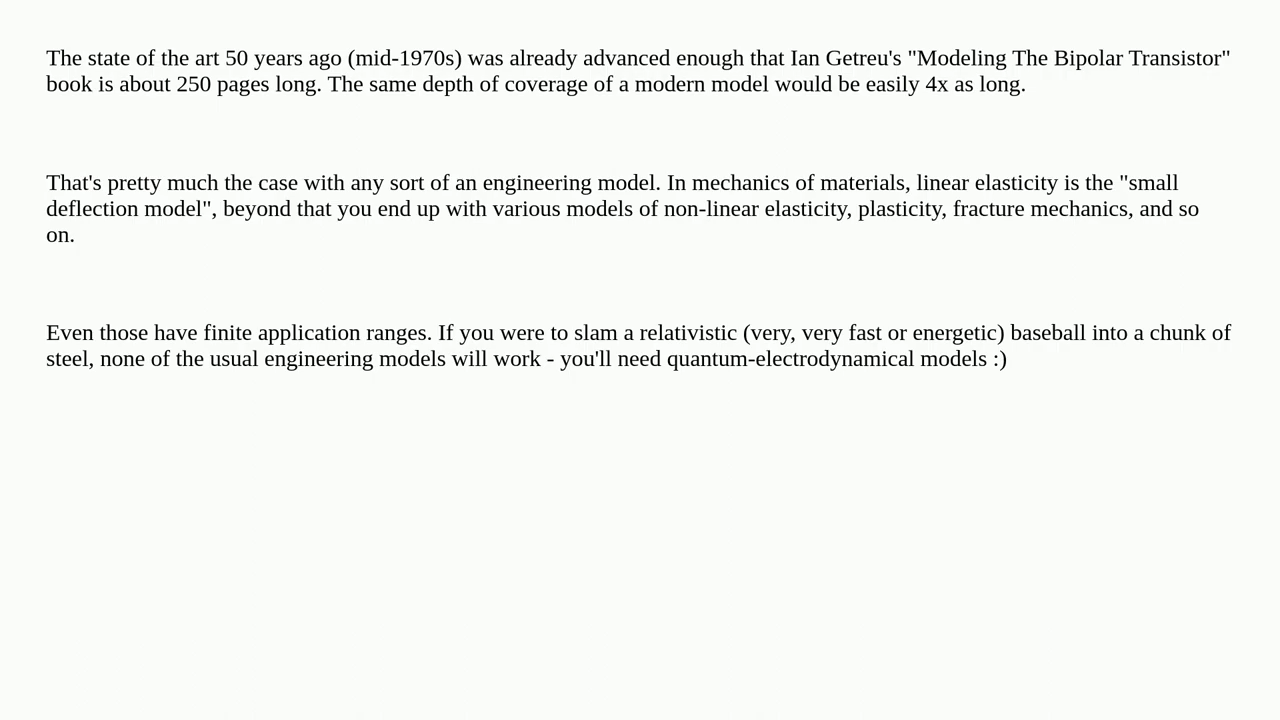 The state of the art 50 years ago (mid-1970s) was already advanced enough that Ian Getreu's "Modeling The Bipolar Transistor"
book is about 250 pages long. The same depth of coverage of a modern model would be easily 4x as long.
That's pretty much the case with any sort of an engineering model. In mechanics of materials, linear elasticity is the "small
deflection model", beyond that you end up with various models of non-linear elasticity, plasticity, fracture mechanics, and so
on.
Even those have finite application ranges. If you were to slam a relativistic (very, very fast or energetic) baseball into a chunk of
steel, none of the usual engineering models will work - you'll need quantum-electrodynamical models :)